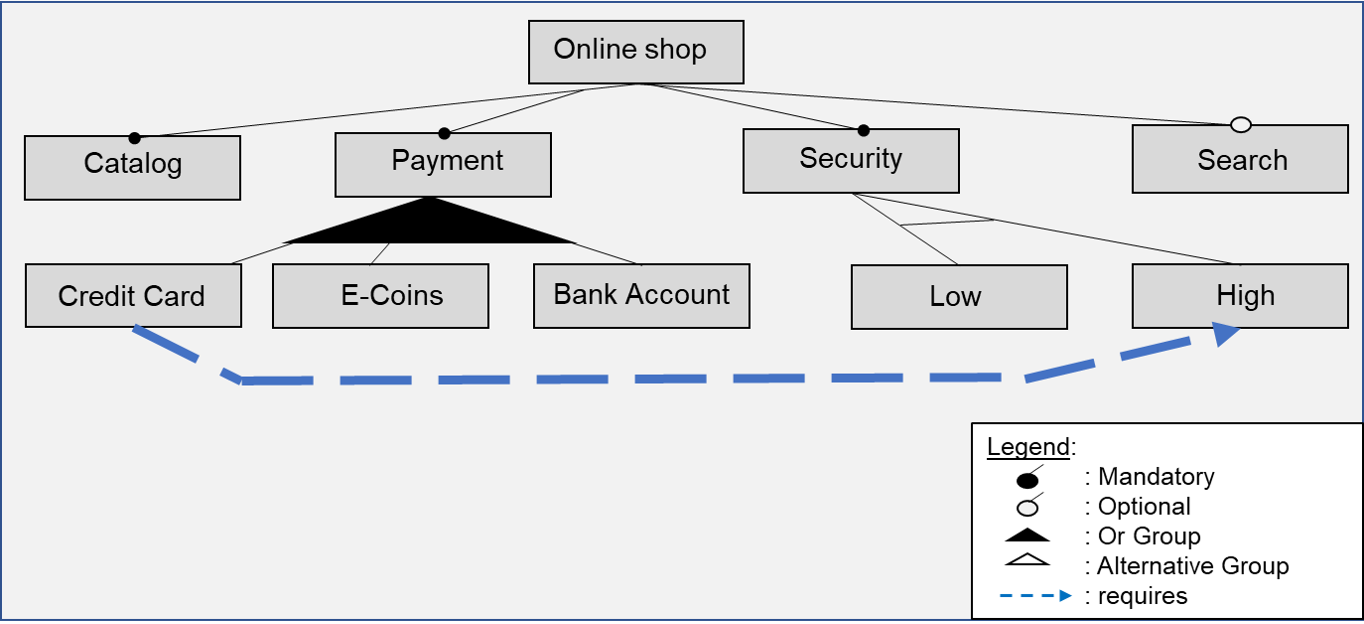 Online shop
Catalog
Payment
Security
Search
Credit Card
E-Coins
Bank Account
Low
High
Legend:
: Mandatory
: Optional
: Or Group
: Alternative Group
: requires